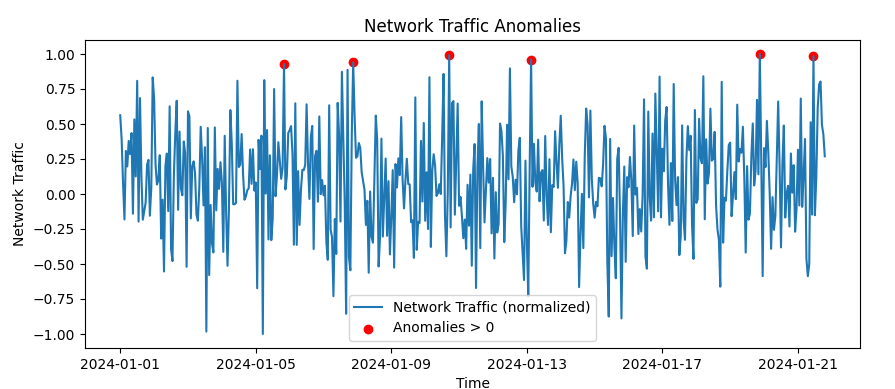 Network Traffic Anomalies
1.00
0.75
0.50
0.25
0.00
−0.25
−0.50
−0.75
−1.00
Network Traffic
Network Traffic (normalized)
Anomalies > 0
2024-01-01 2024-01-05 2024-01-09 2024-01-13 2024-01-17 2024-01-21
Time